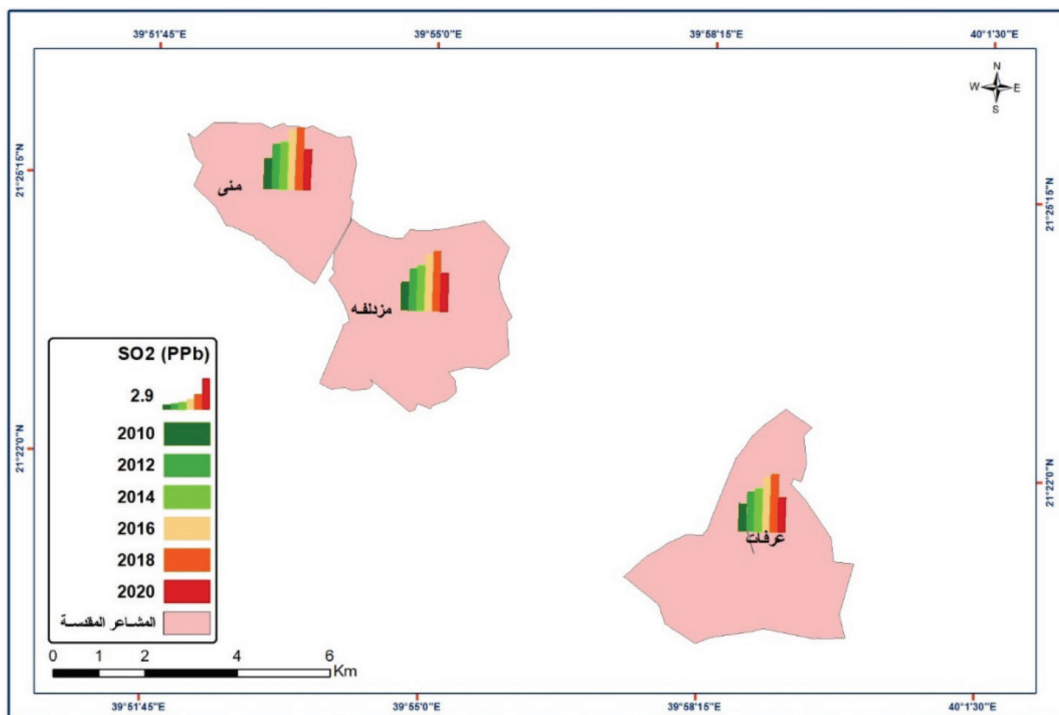 39°51'45"E 39°55'0"E 39°58'15"E 40°1'30"E
N
W E
S
21°25'15"N
21°25'15"N
منى
مزدلفه
SO2 (PPb)
2.9
2010
2012
2014
2016
2018
2020
المشاعر المقدسة
21°22'0"N
21°22'0"N
عرفات
0 1 2 4 6
Km
39°51'45"E 39°55'0"E 39°58'15"E 40°1'30"E